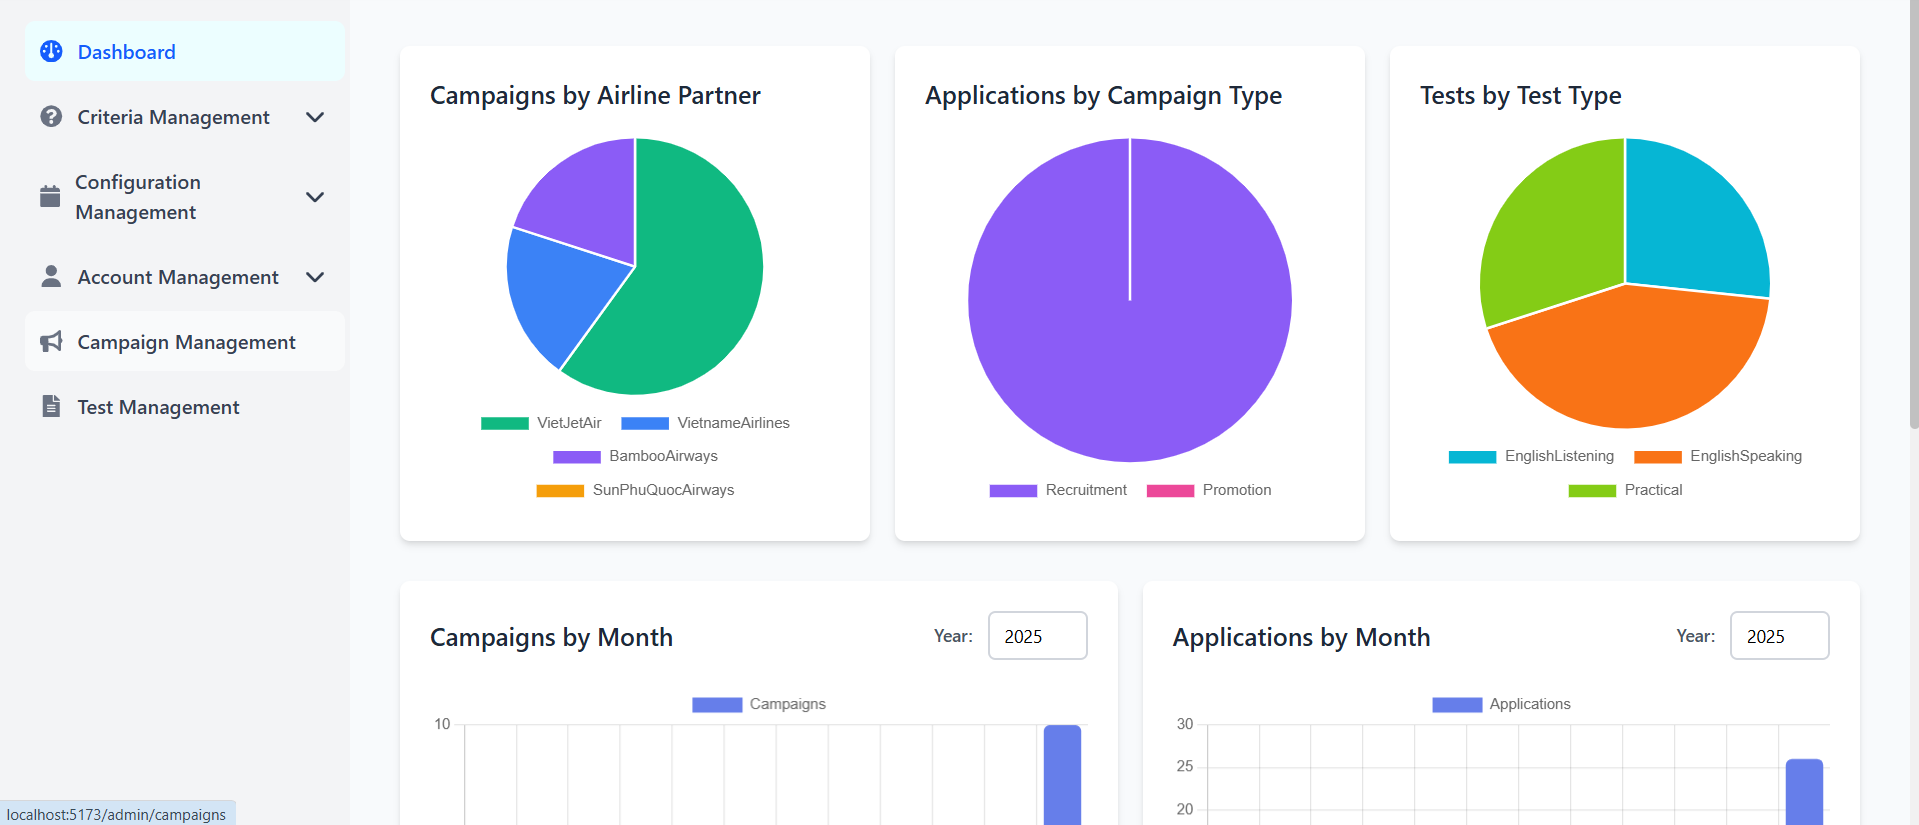 Dashboard
Criteria Management
Configuration
Management
Account Management
Campaign Management
Test Management
Campaigns by Airline Partner
VietJetAir
VietnameAirlines
BambooAirways
SunPhuQuocAirways
Applications by Campaign Type
Recruitment
Promotion
Tests by Test Type
EnglishListening
EnglishSpeaking
Practical
Campaigns by Month
Year:
2025
Campaigns
10
Applications by Month
Year:
2025
Applications
30
25
20
localhost:5173/admin/campaigns